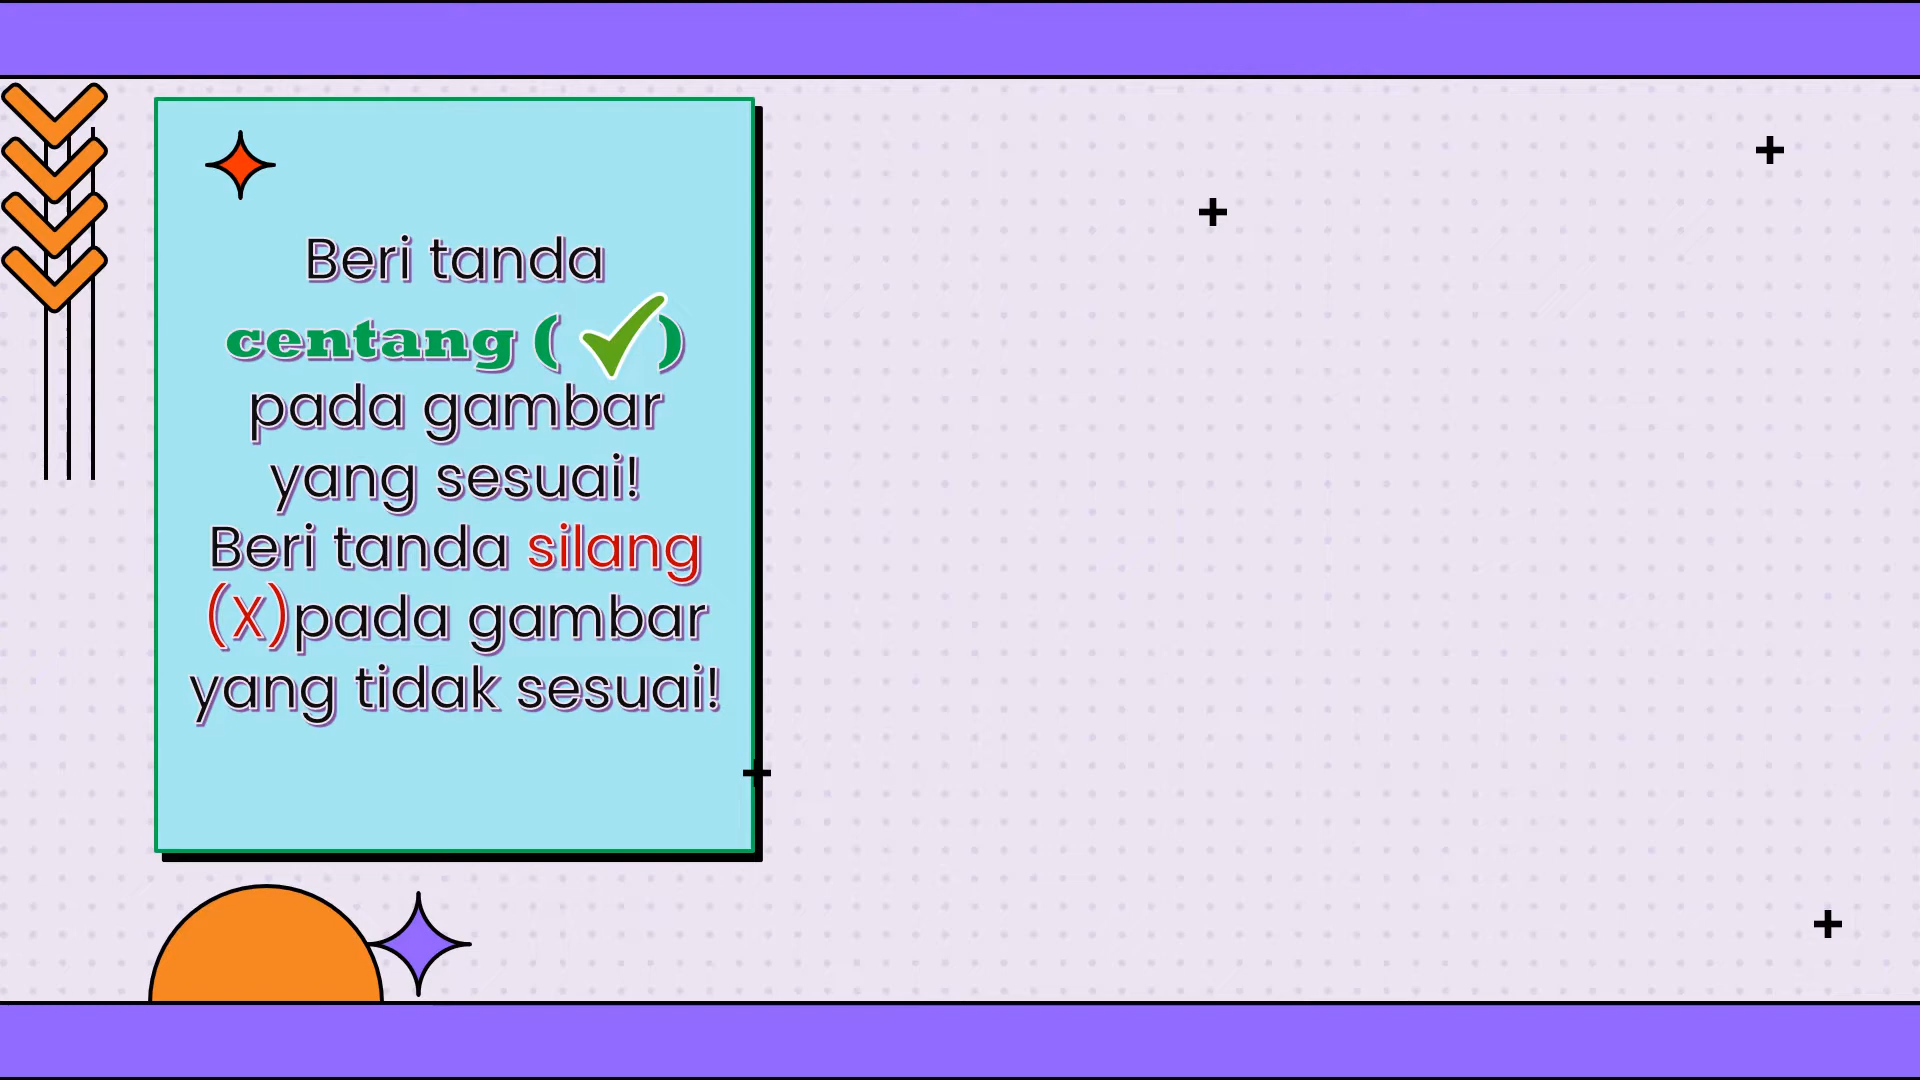 Beri tanda
centang ( ✓)
pada gambar
yang sesuai!
Beri tanda silang
(X)pada gambar
yang tidak sesuai!